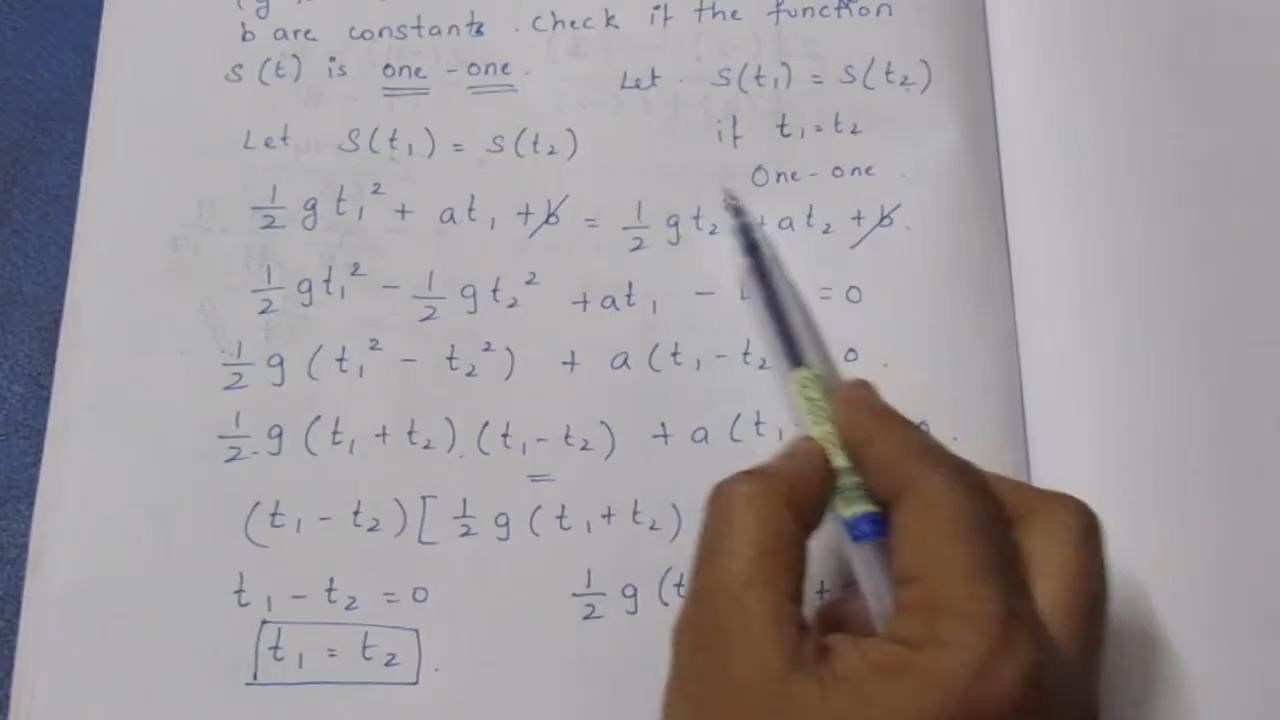 b are constants. Check if the function
s(t) is one-one.
Let S(t₁) = S(t₂)
if t₁=t₂
One-one.
Let S(t₁) = S(t₂)
½ g t₁² + at₁ + b = ½ g t₂ + at₂ + b.
½ gt₁² - ½ gt₂² + at₁ - = 0
½ g (t₁² - t₂²) + a (t₁ - t₂ 0.
½ g (t₁ + t₂).(t₁ - t₂) + a (t₁
(t₁ - t₂) [ ½ g (t₁ + t₂)
t₁ - t₂ = 0 ½ g (t +
t₁ = t₂.